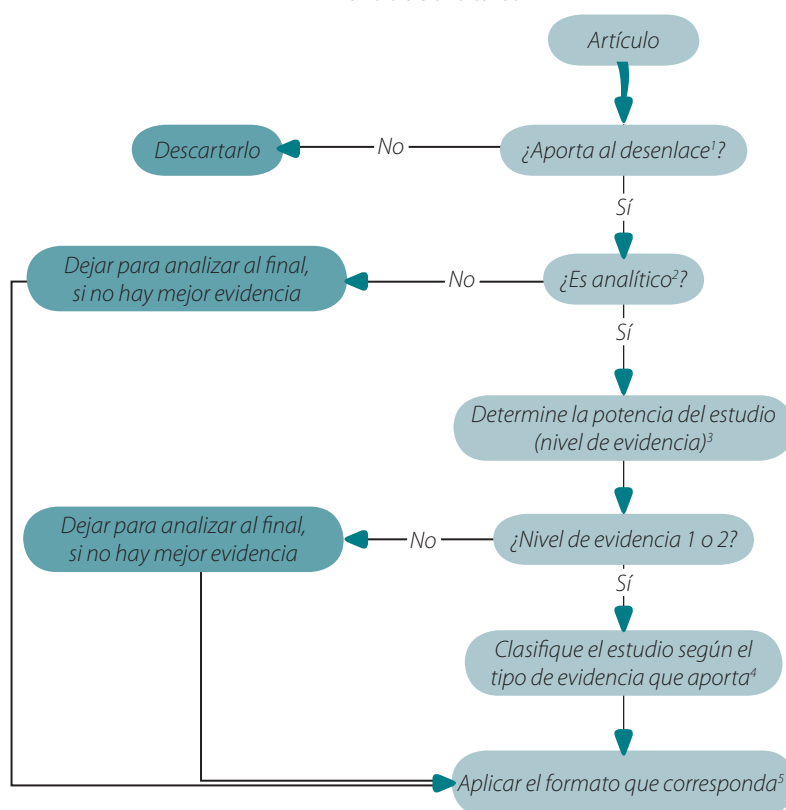 Artículo
¿Aporta al desenlace¹?
No
Descartarlo
Sí
¿Es analítico²?
No
Dejar para analizar al final,
si no hay mejor evidencia
Sí
Determine la potencia del estudio
(nivel de evidencia)³
¿Nivel de evidencia 1 o 2?
No
Dejar para analizar al final,
si no hay mejor evidencia
Sí
Clasifique el estudio según el
tipo de evidencia que aporta⁴
Aplicar el formato que corresponda⁵